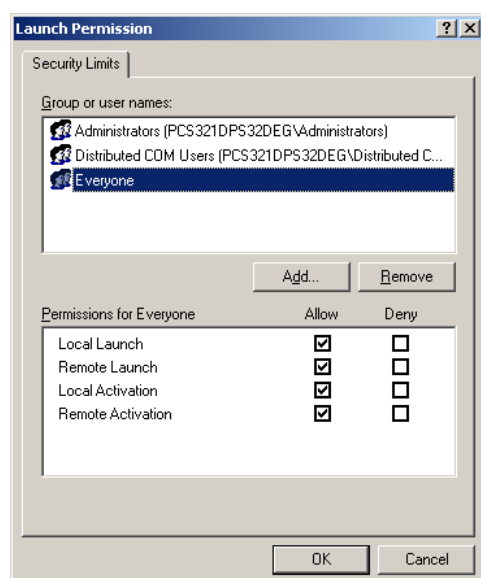 Launch Permission
Security Limits
Group or user names:
Administrators (PCS321DPS32DEG\Administrators)
Distributed COM Users (PCS321DPS32DEG\Distributed C...
Everyone
Add... Remove
Permissions for Everyone Allow Deny
Local Launch
Remote Launch
Local Activation
Remote Activation
OK Cancel